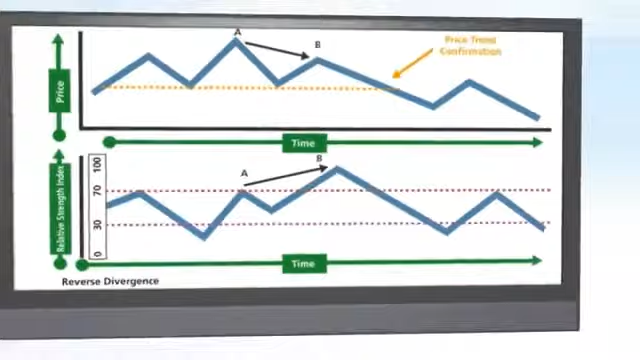 A
B
Price Trend
Confirmation
Price
Time
100
70
30
0
Relative Strength Index
A
B
Time
Reverse Divergence